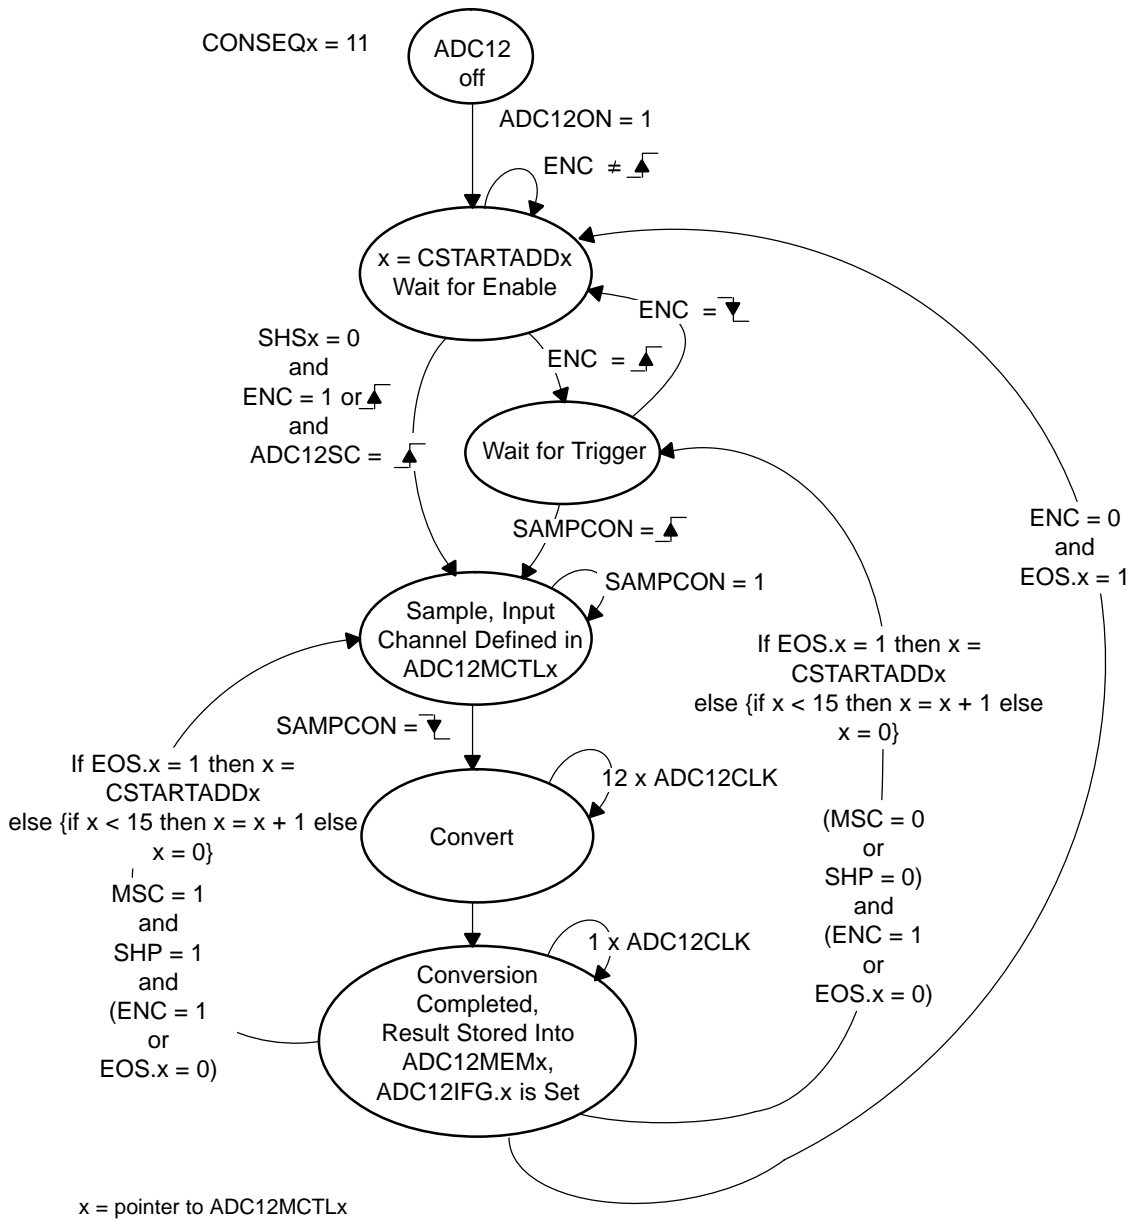 CONSEQx = 11
ADC12
off
ADC12ON = 1
ENC ≠
x = CSTARTADDx
Wait for Enable
ENC =
SHSx = 0
and
ENC = 1 or
and
ADC12SC =
ENC =
Wait for Trigger
SAMPCON =
SAMPCON = 1
Sample, Input
Channel Defined in
ADC12MCTLx
ENC = 0
and
EOS.x = 1
If EOS.x = 1 then x =
CSTARTADDx
else {if x < 15 then x = x + 1 else
x = 0}
SAMPCON =
If EOS.x = 1 then x =
CSTARTADDx
else {if x < 15 then x = x + 1 else
x = 0}
12 x ADC12CLK
Convert
(MSC = 0
or
SHP = 0)
and
(ENC = 1
or
EOS.x = 0)
MSC = 1
and
SHP = 1
and
(ENC = 1
or
EOS.x = 0)
1 x ADC12CLK
Conversion
Completed,
Result Stored Into
ADC12MEMx,
ADC12IFG.x is Set
x = pointer to ADC12MCTLx